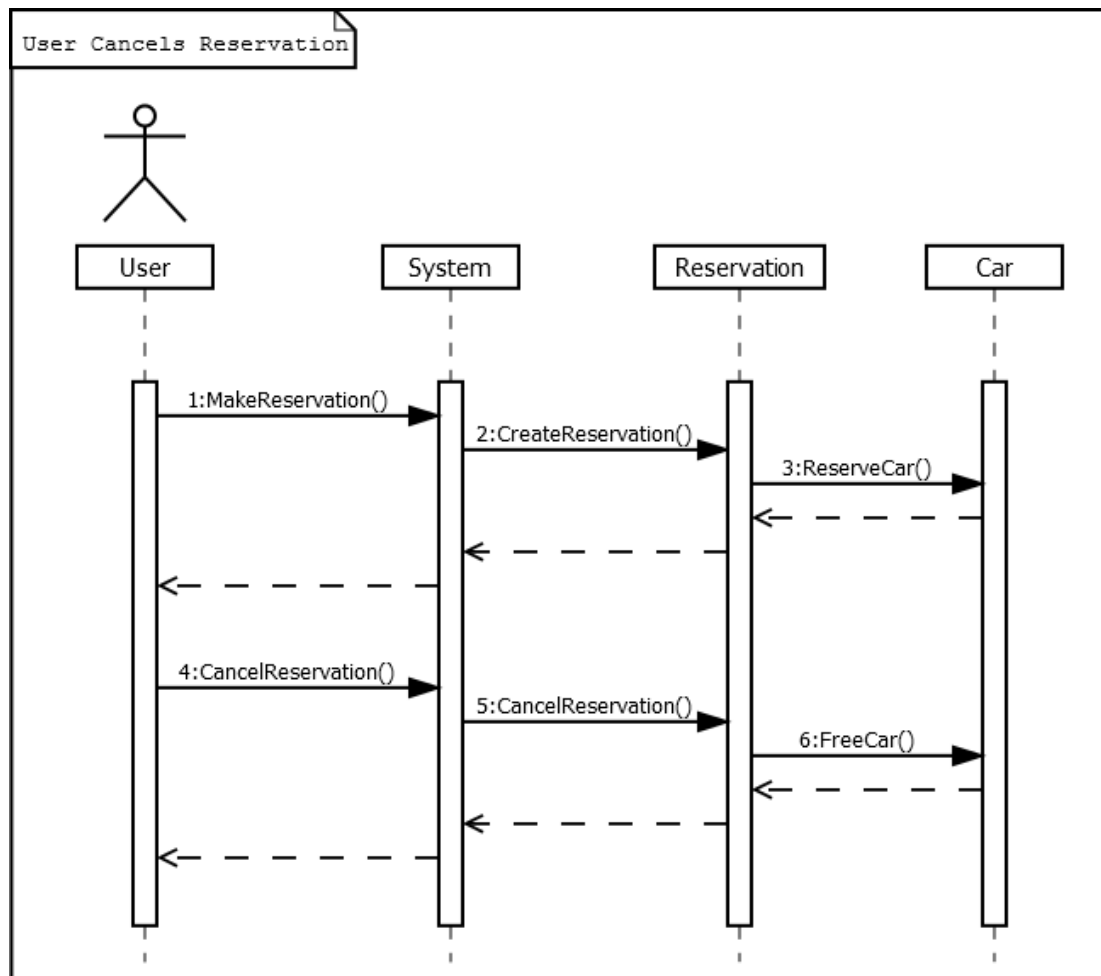 User Cancels Reservation
User
System
Reservation
Car
1:MakeReservation()
2:CreateReservation()
3:ReserveCar()
4:CancelReservation()
5:CancelReservation()
6:FreeCar()